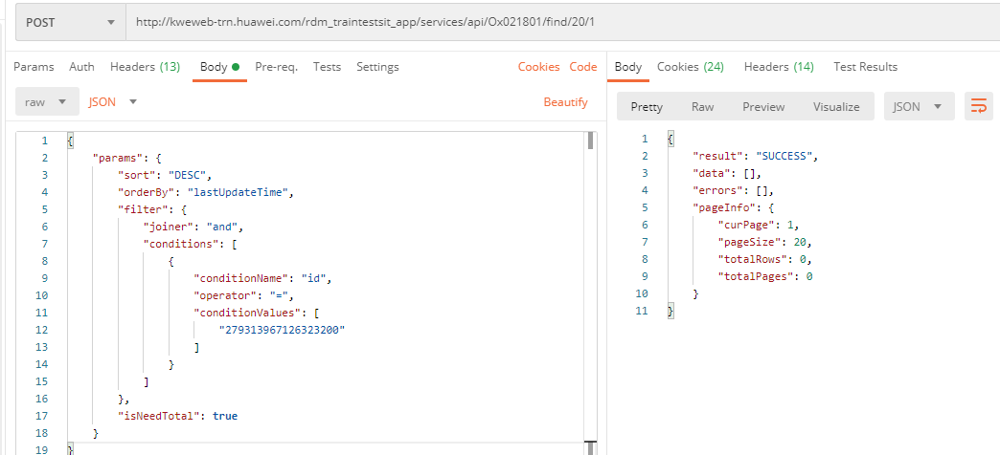 POST http://kweweb-trn.huawei.com/rdm_traintestsit_app/services/api/Ox021801/find/20/1
Params Auth Headers (13) Body Pre-req. Tests Settings Cookies Code
raw JSON Beautify
1 {
2 "params": {
3 "sort": "DESC",
4 "orderBy": "lastUpdateTime",
5 "filter": {
6 "joiner": "and",
7 "conditions": [
8 {
9 "conditionName": "id",
10 "operator": "=",
11 "conditionValues": [
12 "279313967126323200"
13 ]
14 }
15 ]
16 },
17 "isNeedTotal": true
18 }
19 }
Body Cookies (24) Headers (14) Test Results
Pretty Raw Preview Visualize JSON
1 {
2 "result": "SUCCESS",
3 "data": [],
4 "errors": [],
5 "pageInfo": {
6 "curPage": 1,
7 "pageSize": 20,
8 "totalRows": 0,
9 "totalPages": 0
10 }
11 }